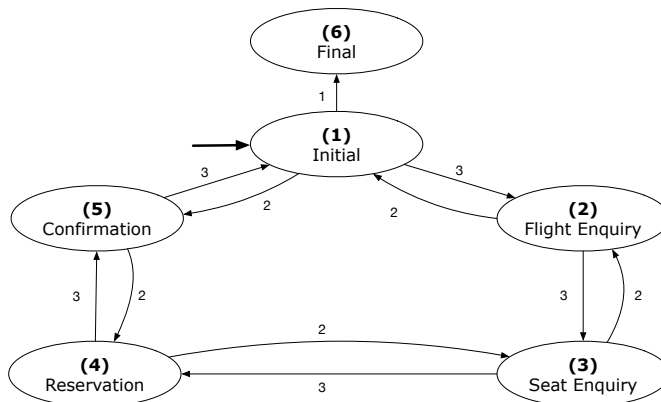 (6)
Final
1
(1)
Initial
3
3
2
2
(5)
Confirmation
(2)
Flight Enquiry
3
2
3
2
2
(4)
Reservation
3
(3)
Seat Enquiry